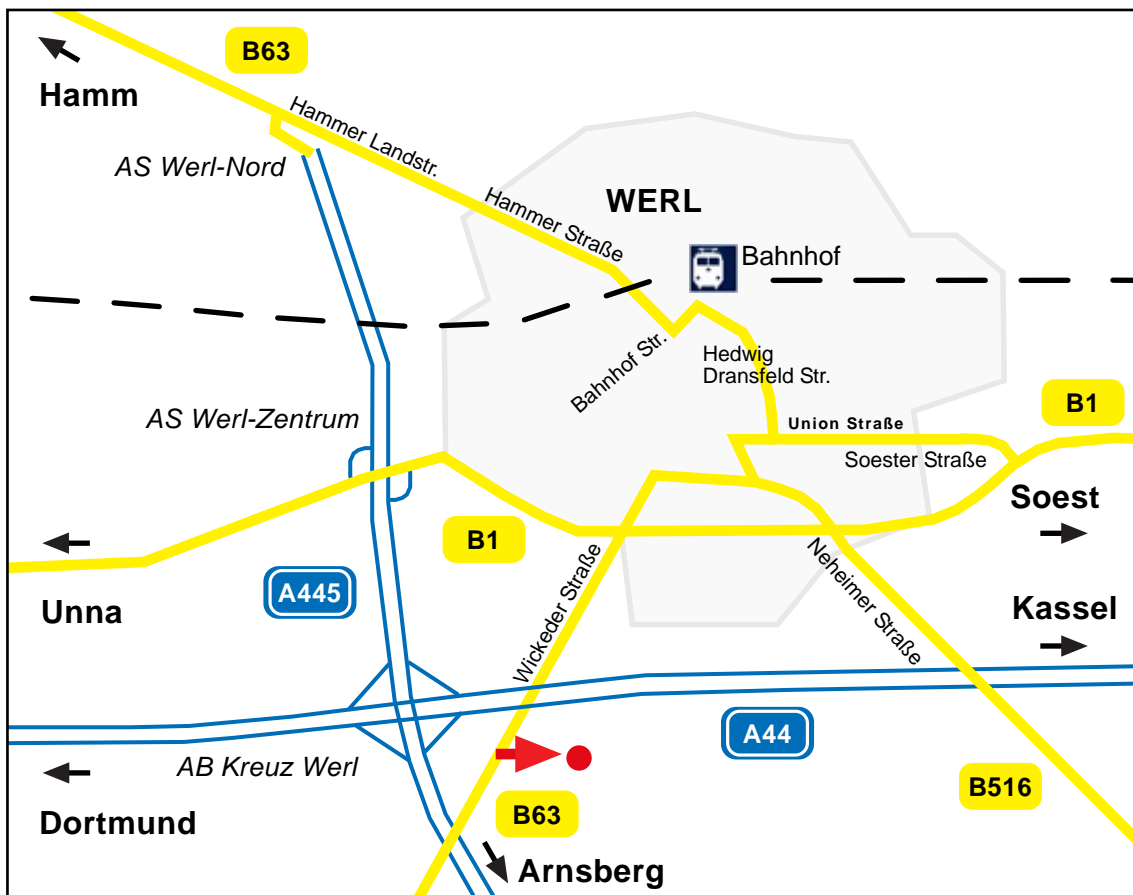 B63
Hamm
Hammer Landstr.
AS Werl-Nord
Hammer Straße
WERL
Bahnhof
Bahnhof Str.
Hedwig
Dransfeld Str.
AS Werl-Zentrum
B1
Union Straße
Soester Straße
Soest
B1
Unna
A445
Wickeder Straße
Neheimer Straße
Kassel
A44
AB Kreuz Werl
B516
Dortmund
B63
Arnsberg